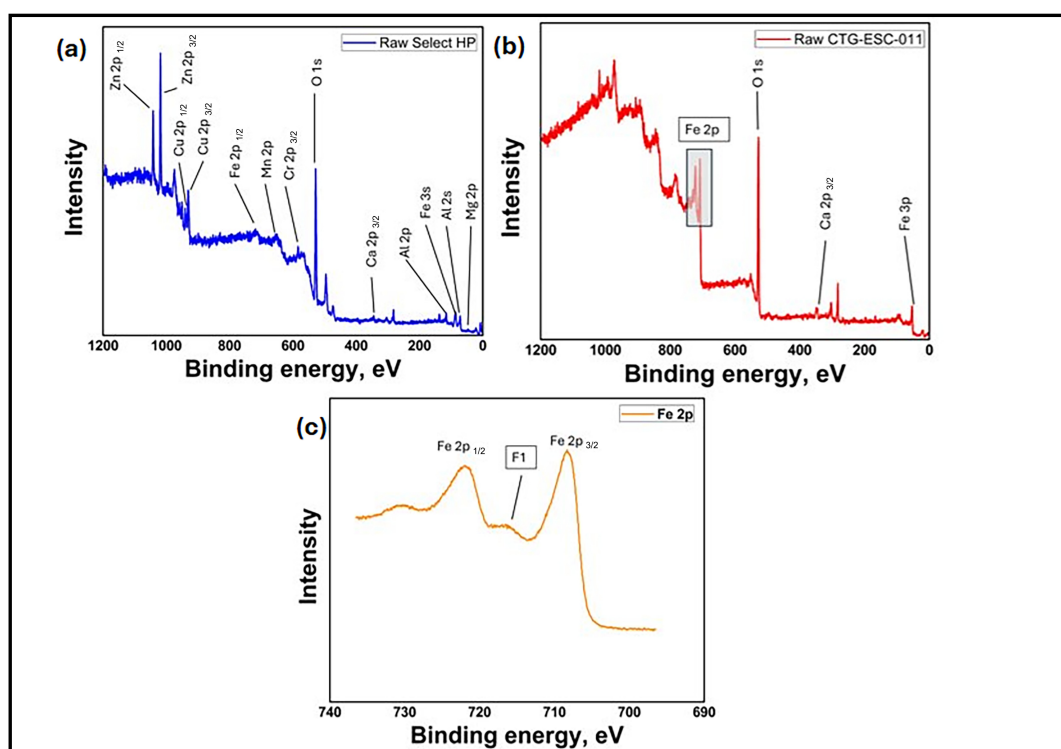 (a)
Raw Select HP
Zn 2p 1/2
Zn 2p 3/2
Cu 2p 1/2
Cu 2p 3/2
Fe 2p 1/2
Mn 2p
Cr 2p 3/2
O 1s
Ca 2p 3/2
Al 2p
Fe 3s
Al 2s
Mg 2p
Intensity
1200 1000 800 600 400 200 0
Binding energy, eV
(b)
Raw CTG-ESC-011
Fe 2p
O 1s
Ca 2p 3/2
Fe 3p
Intensity
1200 1000 800 600 400 200 0
Binding energy, eV
(c)
Fe 2p
Fe 2p 1/2
F1
Fe 2p 3/2
Intensity
740 730 720 710 700 690
Binding energy, eV